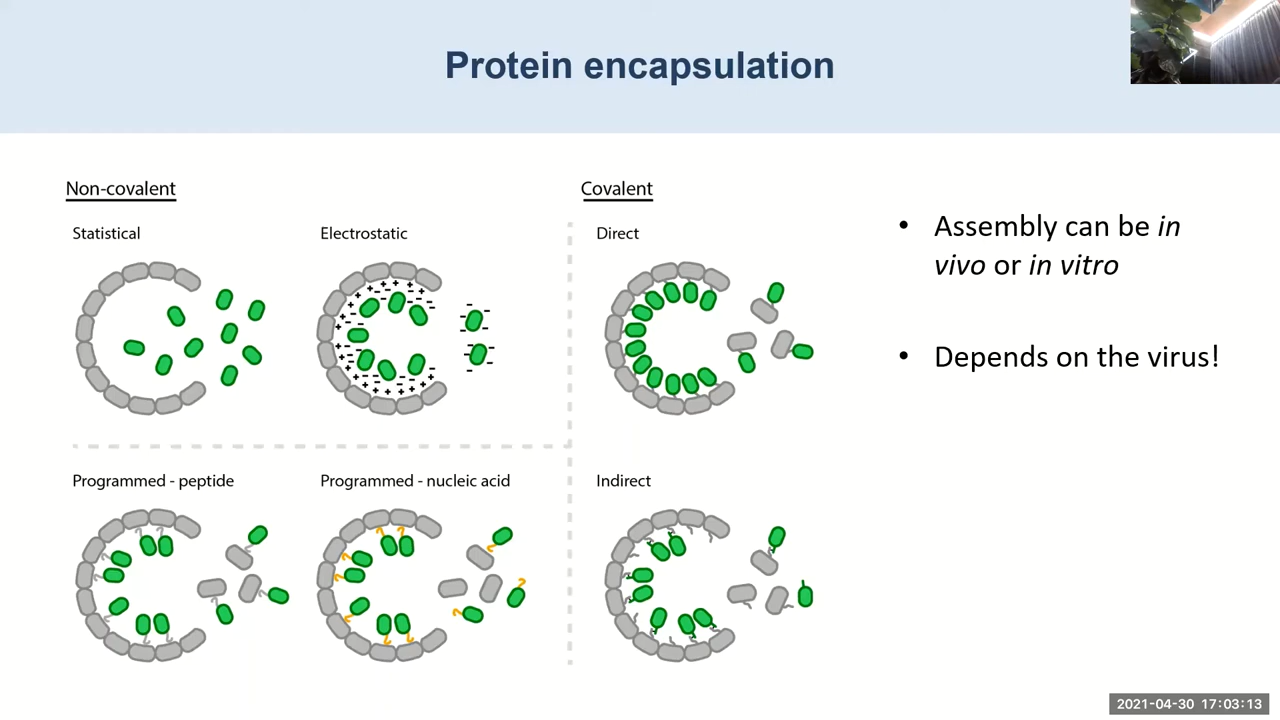 Protein encapsulation
Non-covalent
Covalent
Statistical
Electrostatic
Direct
Programmed - peptide
Programmed - nucleic acid
Indirect
• Assembly can be in
vivo or in vitro
• Depends on the virus!
2021-04-30 17:03:13